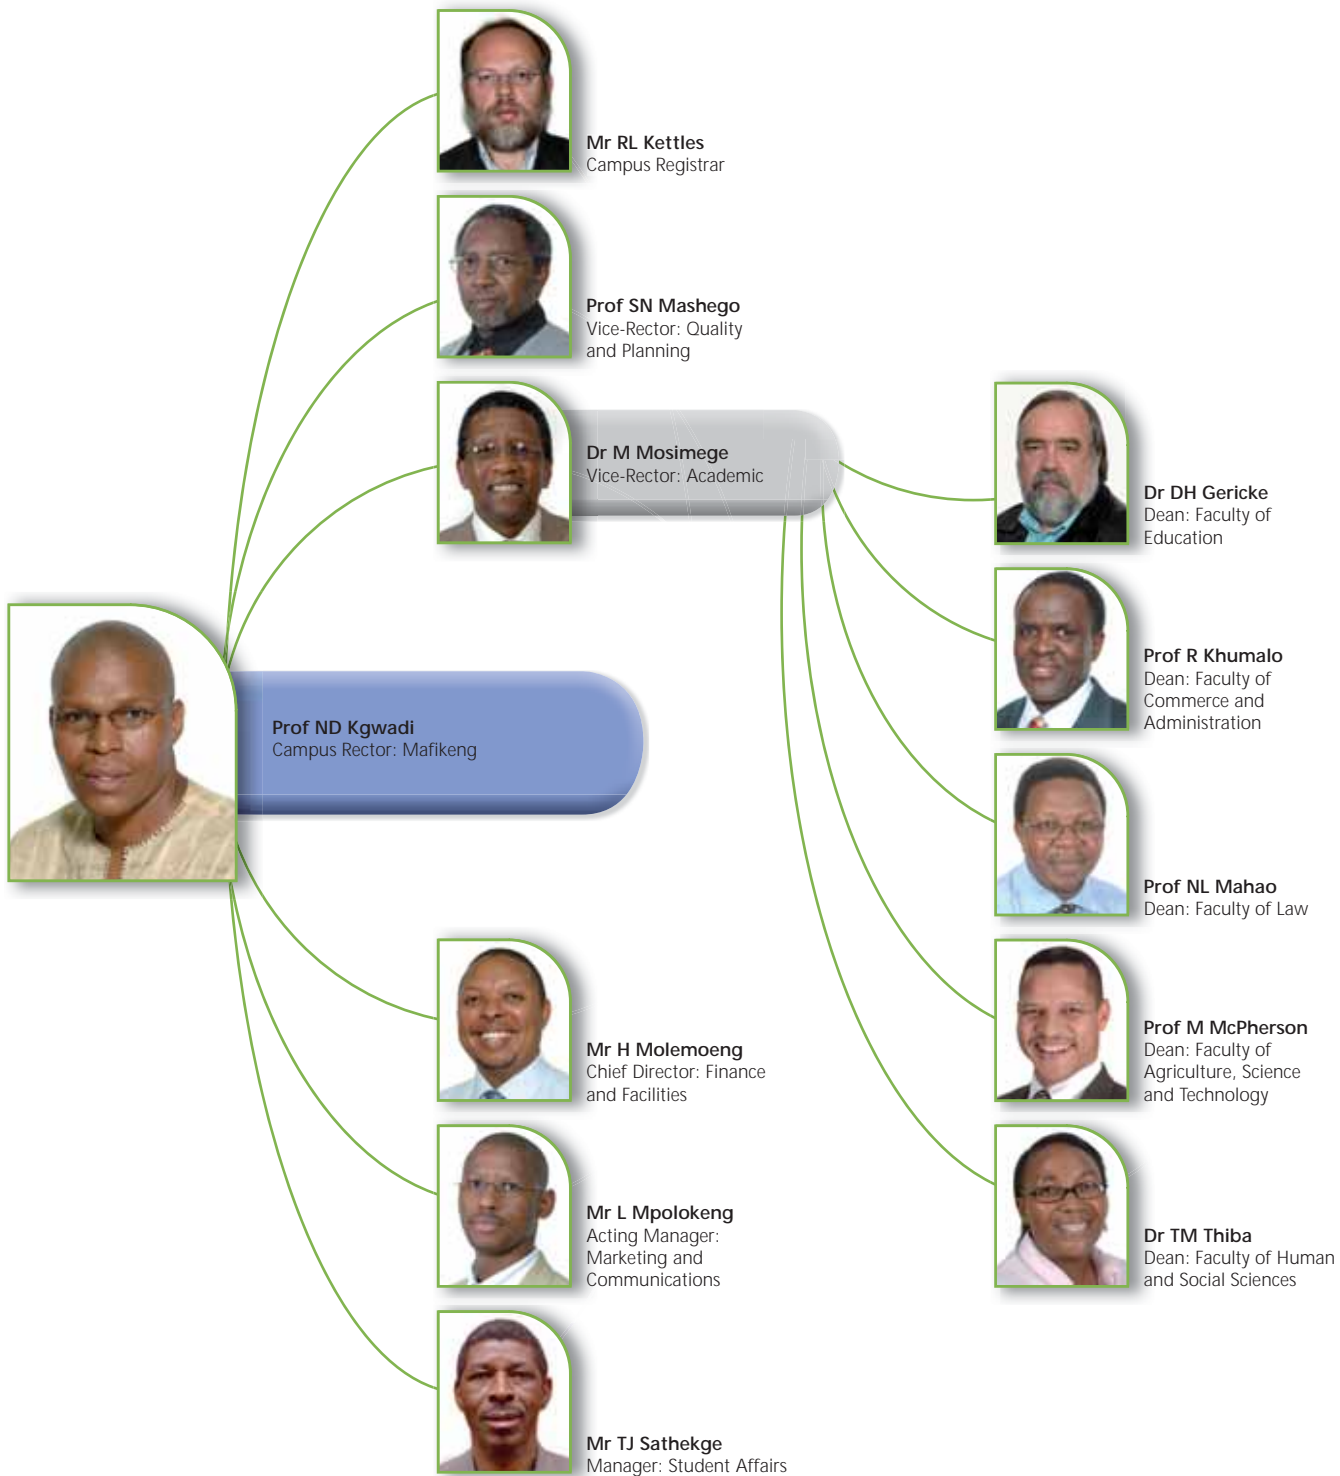 Mr RL Kettles
Campus Registrar
Prof SN Mashego
Vice-Rector: Quality
and Planning
Dr M Mosimege
Vice-Rector: Academic
Dr DH Gericke
Dean: Faculty of
Education
Prof R Khumalo
Dean: Faculty of
Commerce and
Administration
Prof ND Kgwadi
Campus Rector: Mafikeng
Prof NL Mahao
Dean: Faculty of Law
Prof M McPherson
Dean: Faculty of
Agriculture, Science
and Technology
Mr H Molemoeng
Chief Director: Finance
and Facilities
Mr L Mpolokeng
Acting Manager:
Marketing and
Communications
Dr TM Thiba
Dean: Faculty of Human
and Social Sciences
Mr TJ Sathekge
Manager: Student Affairs